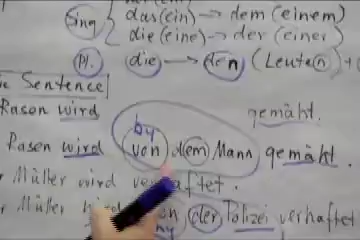 Sing das(ein) → dem (einem)
die(eine) → der (einer)
Pl. die → den (Leuten) +
Sentence
Rasen wird gemäht.
by
Rasen wird von dem Mann gemäht.
Müller wird verhaftet.
Müller der Polizei verhaftet